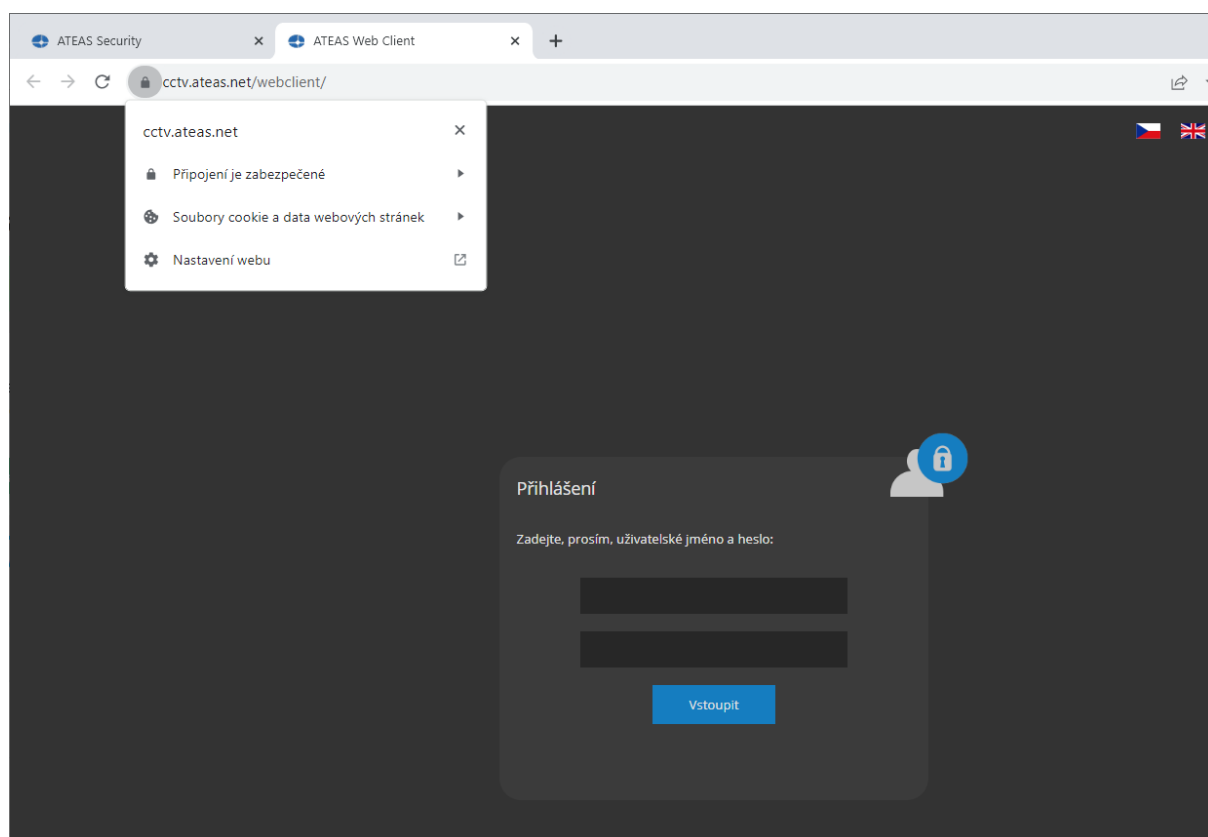 ATEAS Security
ATEAS Web Client
cctv.ateas.net/webclient/
cctv.ateas.net
Připojení je zabezpečené
Soubory cookie a data webových stránek
Nastavení webu
Přihlášení
Zadejte, prosím, uživatelské jméno a heslo:
Vstoupit